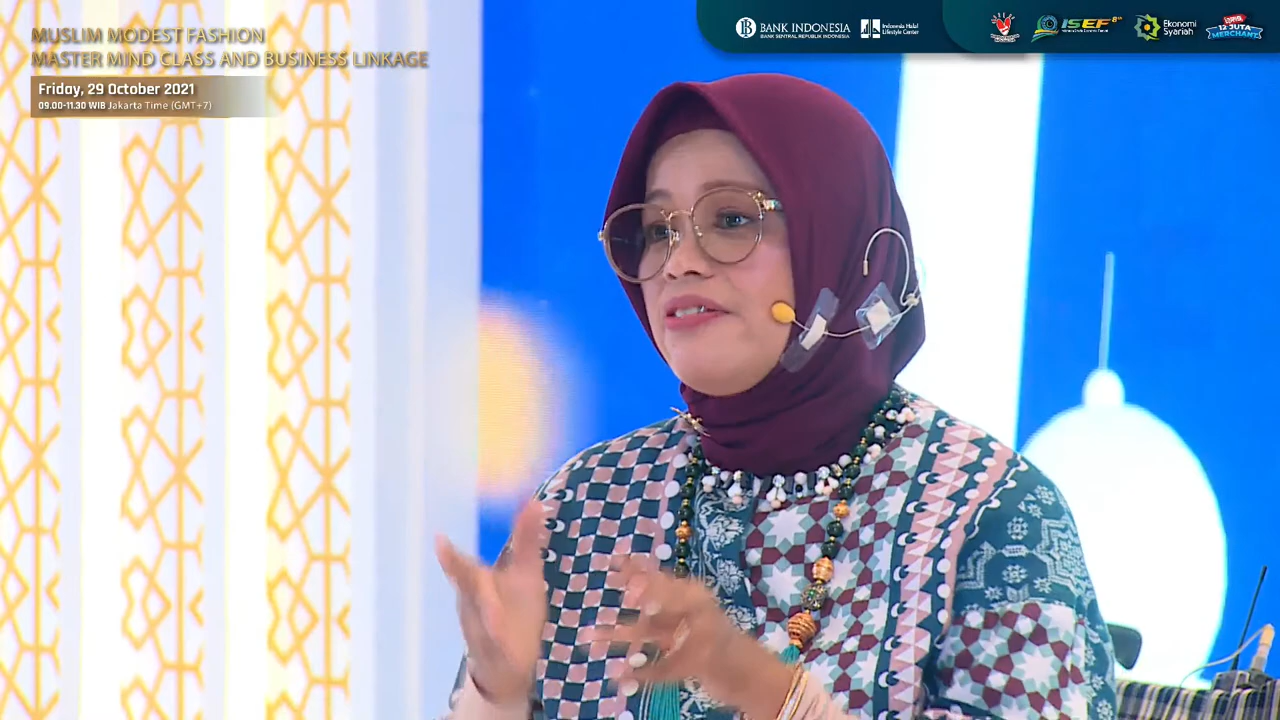 MUSLIM MODEST FASHION
MASTER MIND CLASS AND BUSINESS LINKAGE
Friday, 29 October 2021
09.00-11.30 WIB Jakarta Time (GMT+7)
BANK INDONESIA
BANK SENTRAL REPUBLIK INDONESIA
Indonesia Halal
Lifestyle Center
ISEF 8th
Ekonomi
Syariah
12 JUTA
MERCHANT